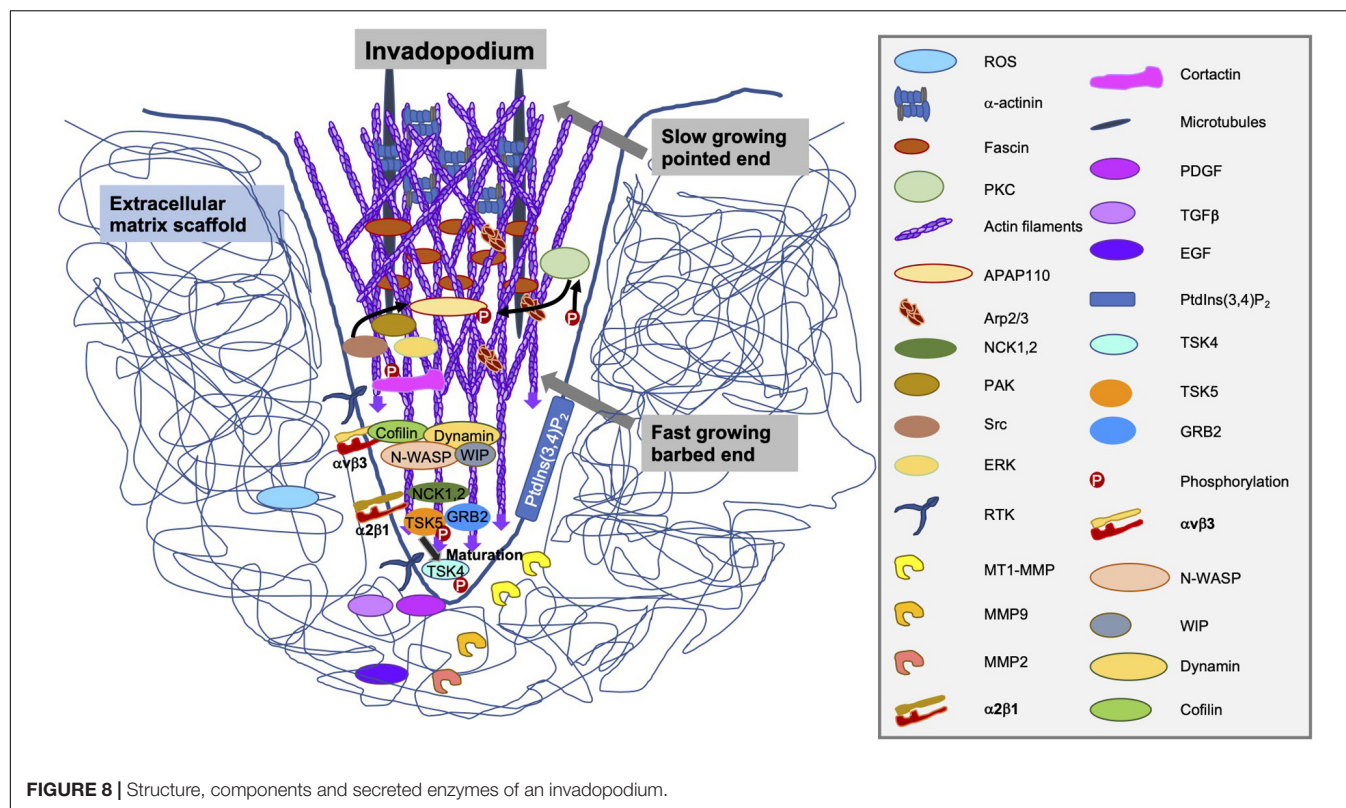 Invadopodium
Slow growing
pointed end
Extracellular
matrix scaffold
P
P
P
Fast growing
barbed end
Cofilin
Dynamin
αvβ3
N-WASP
WIP
PtdIns(3,4)P2
NCK1,2
α2β1
TSK5
GRB2
P
Maturation
TSK4
P
ROS
α-actinin
Fascin
PKC
Actin filaments
APAP110
Arp2/3
NCK1,2
PAK
Src
ERK
RTK
MT1-MMP
MMP9
MMP2
α2β1
Cortactin
Microtubules
PDGF
TGFβ
EGF
PtdIns(3,4)P2
TSK4
TSK5
GRB2
P
Phosphorylation
αvβ3
N-WASP
WIP
Dynamin
Cofilin
FIGURE 8 | Structure, components and secreted enzymes of an invadopodium.